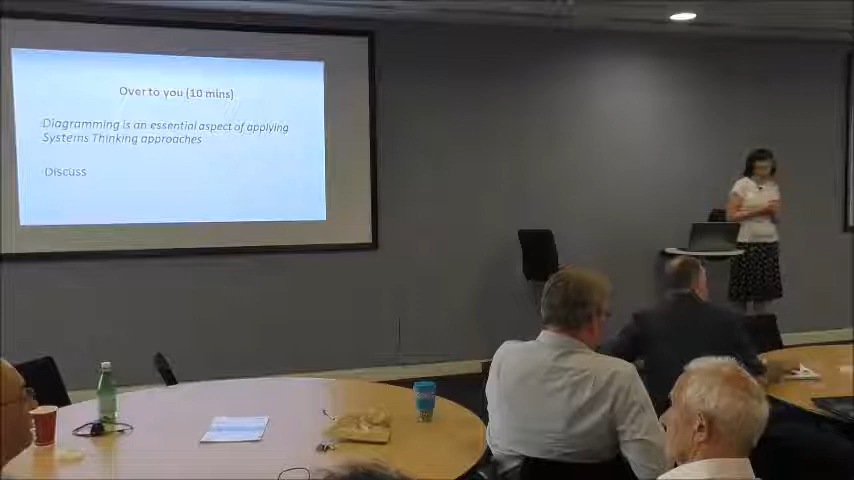 Over to you (10 mins)
Diagramming is an essential aspect of applying
Systems Thinking approaches
Discuss